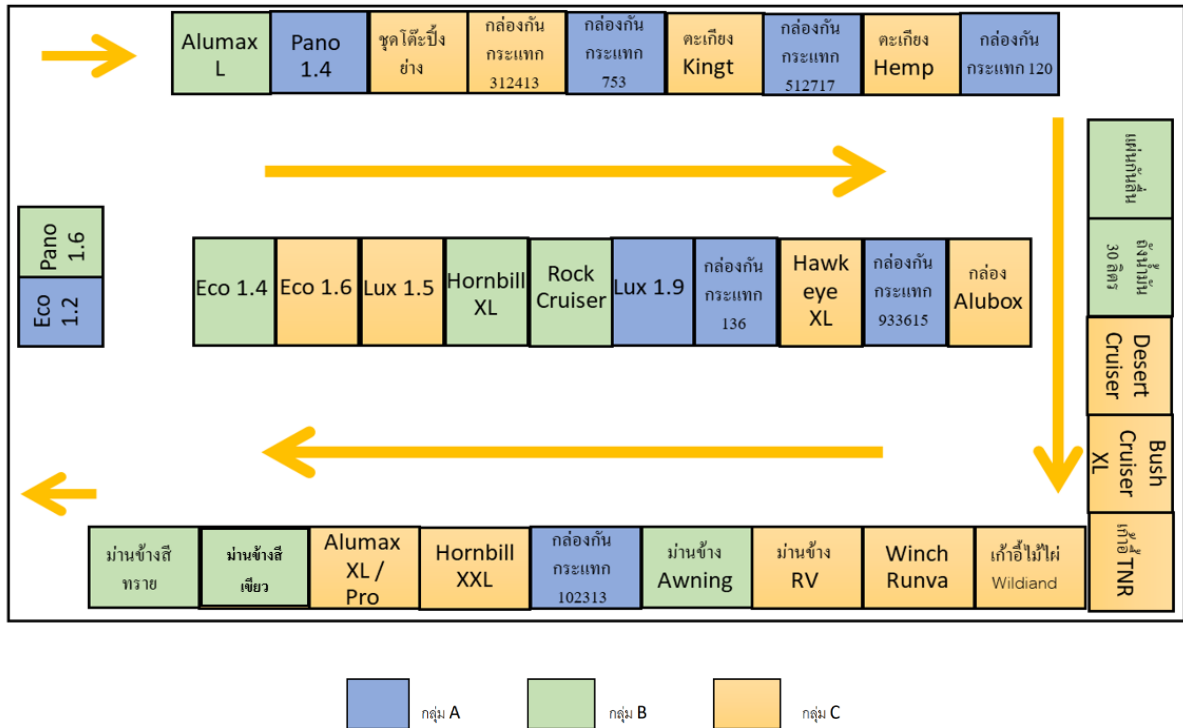 Alumax
L
Pano
1.4
ชุดโต๊ะปิ้ง
ย่าง
กล่องกัน
กระแทก
312413
กล่องกัน
กระแทก
753
ตะเกียง
Kingt
กล่องกัน
กระแทก
512717
ตะเกียง
Hemp
กล่องกัน
กระแทก 120
แผ่นกันลื่น
ถังน้ำมัน
30 ลิตร
Desert
Cruiser
Bush
Cruiser
XL
เก้าอี้ TNR
Pano
1.6
Eco
1.2
Eco 1.4
Eco 1.6
Lux 1.5
Hornbill
XL
Rock
Cruiser
Lux 1.9
กล่องกัน
กระแทก
136
Hawk
eye
XL
กล่องกัน
กระแทก
933615
กล่อง
Alubox
ม่านข้างสี
ทราย
ม่านข้างสี
เขียว
Alumax
XL /
Pro
Hornbill
XXL
กล่องกัน
กระแทก
102313
ม่านข้าง
Awning
ม่านข้าง
RV
Winch
Runva
เก้าอี้ไม้ไผ่
Wildiand
กลุ่ม A
กลุ่ม B
กลุ่ม C